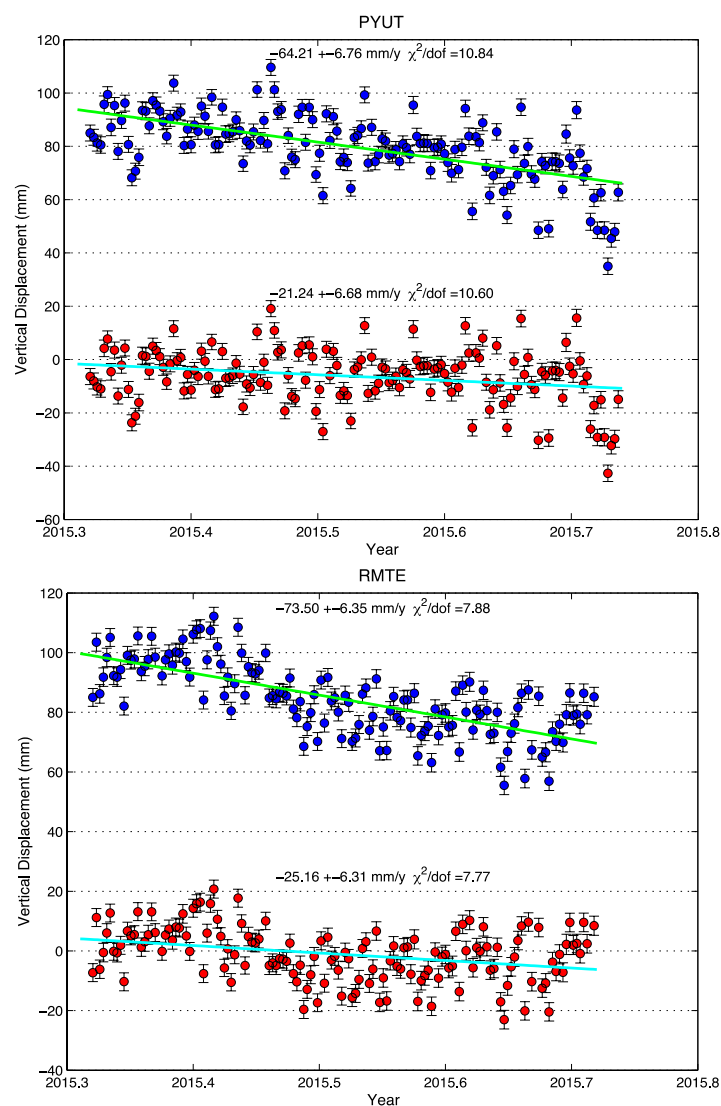 PYUT
120
−64.21 +−6.76 mm/y χ²/dof =10.84
100
80
60
40
20
−21.24 +−6.68 mm/y χ²/dof =10.60
0
−20
−40
−60
Vertical Displacement (mm)
2015.3 2015.4 2015.5 2015.6 2015.7 2015.8
Year
RMTE
120
−73.50 +−6.35 mm/y χ²/dof =7.88
100
80
60
40
20
−25.16 +−6.31 mm/y χ²/dof =7.77
0
−20
−40
Vertical Displacement (mm)
2015.3 2015.4 2015.5 2015.6 2015.7 2015.8
Year